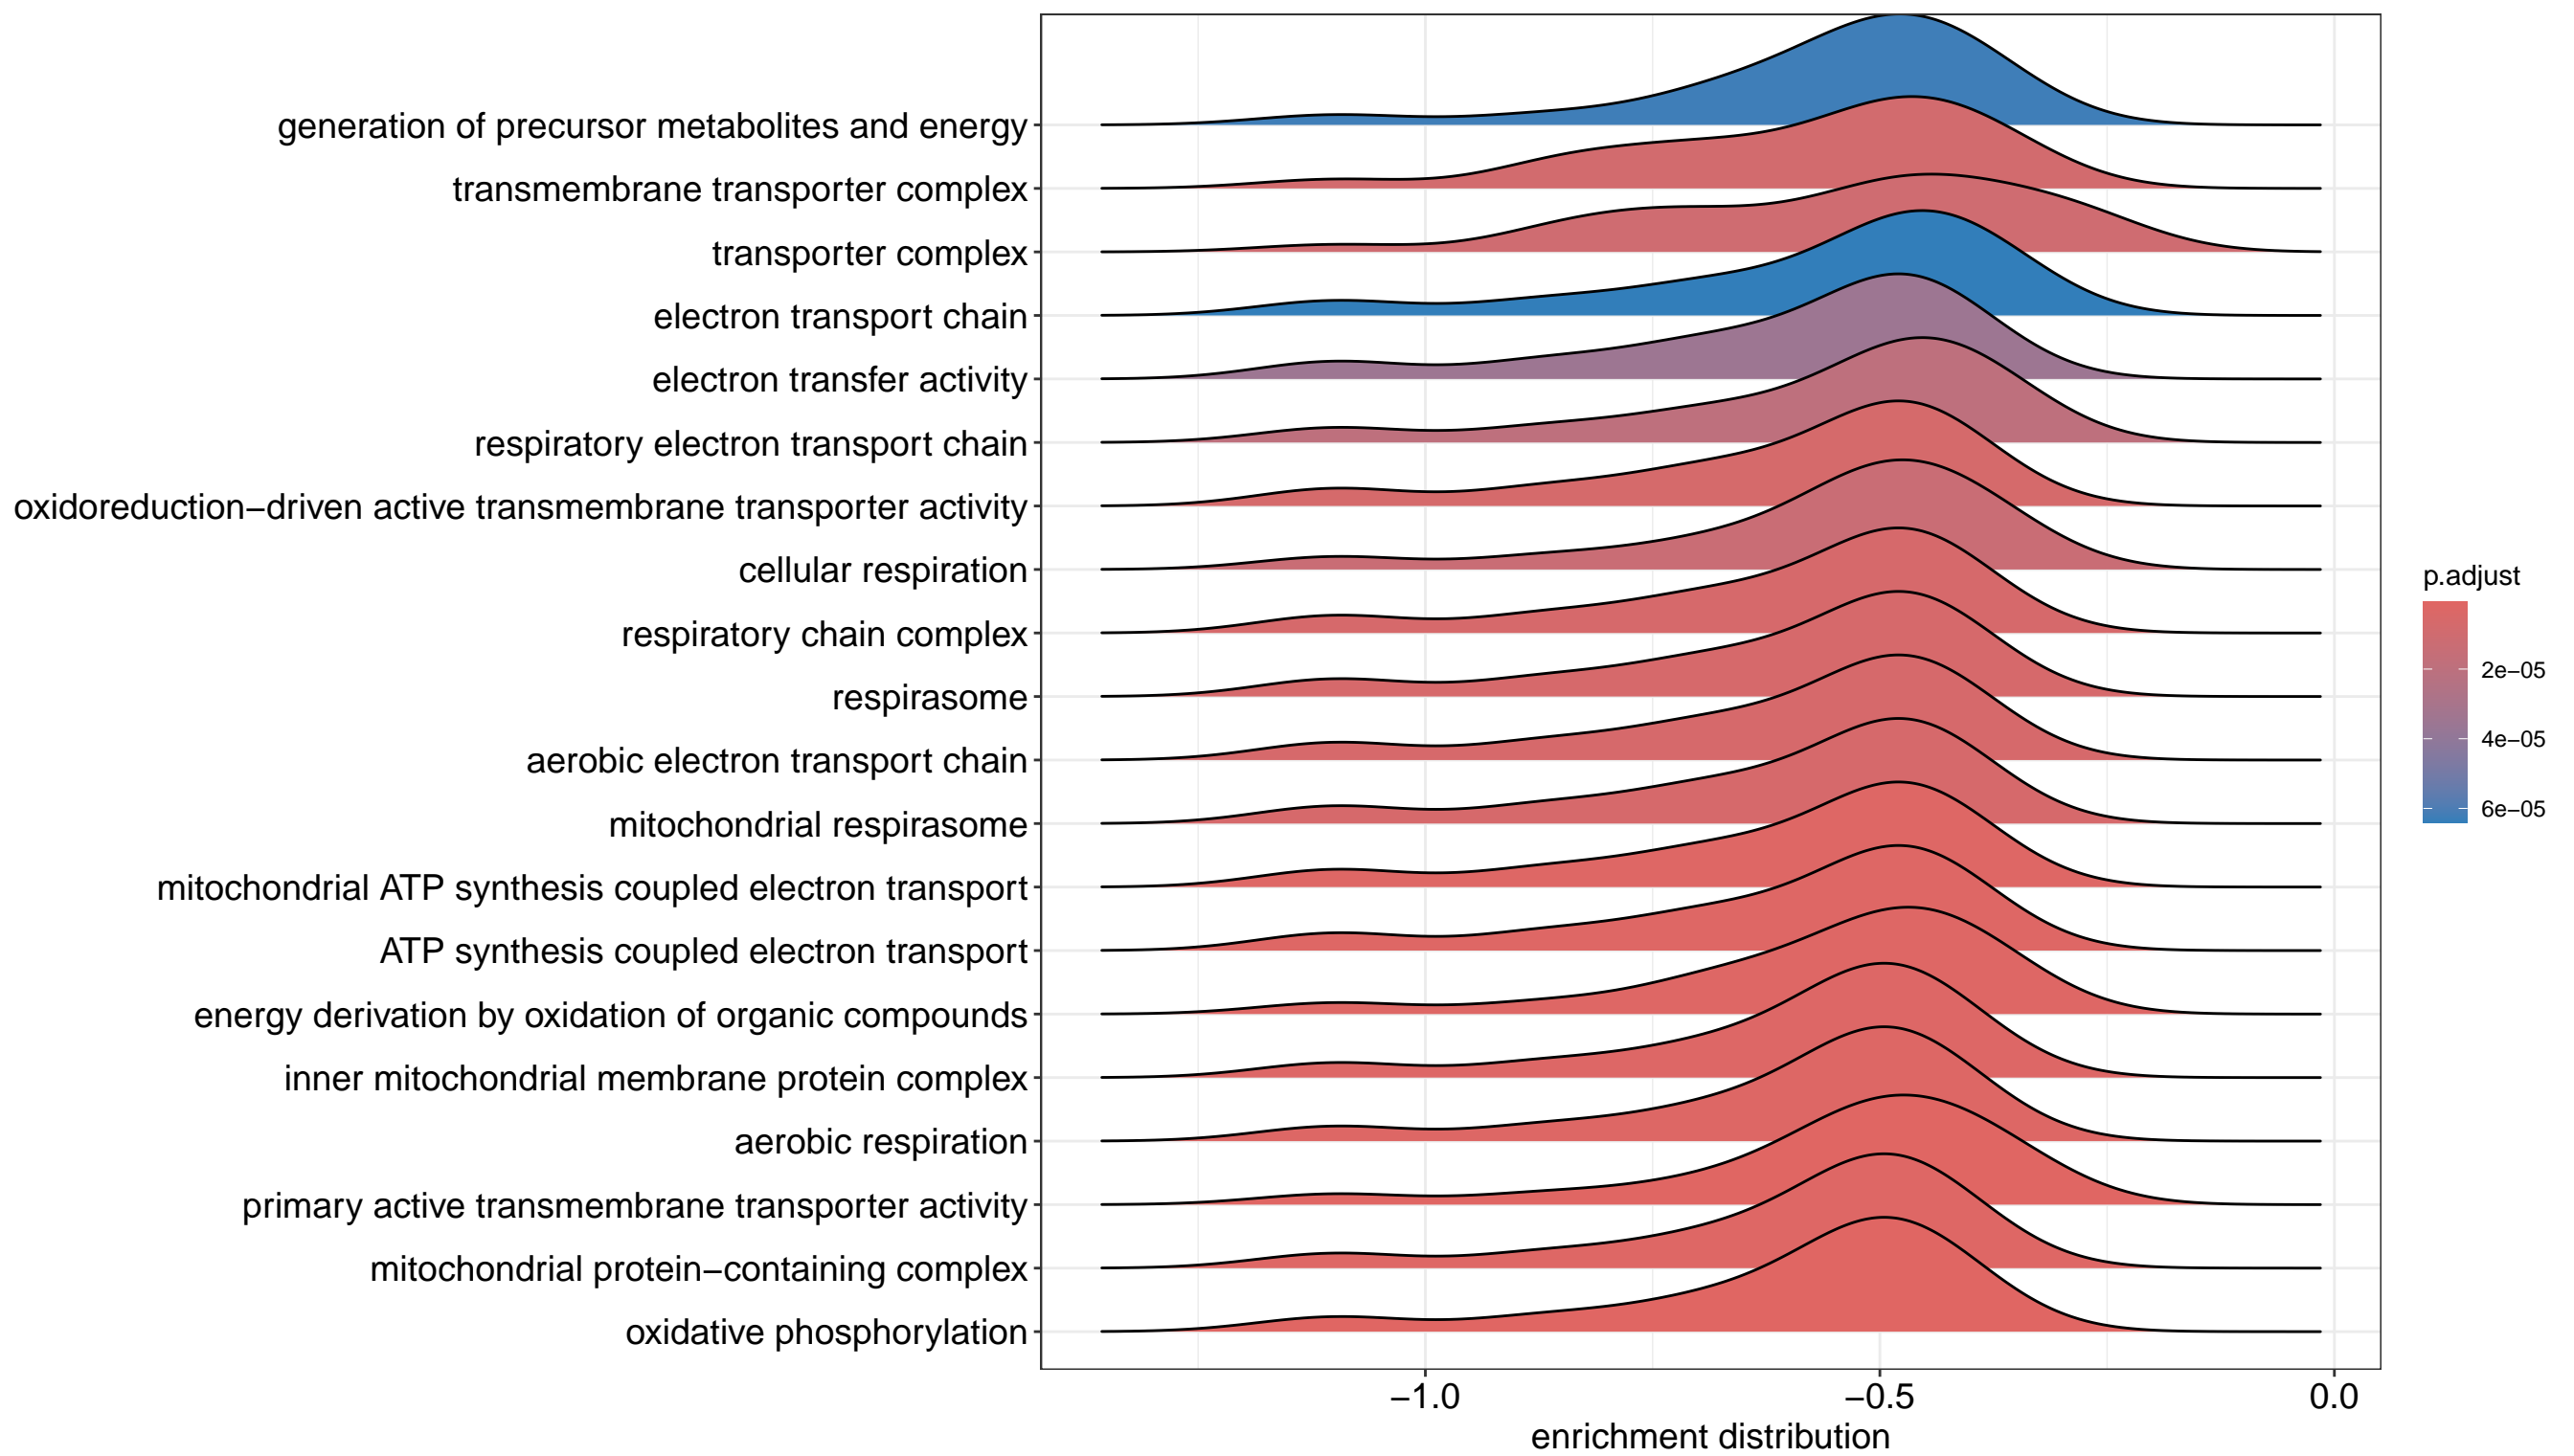 generation of precursor metabolites and energy
transmembrane transporter complex
transporter complex
electron transport chain
electron transfer activity
respiratory electron transport chain
oxidoreduction−driven active transmembrane transporter activity
cellular respiration
respiratory chain complex
respirasome
aerobic electron transport chain
mitochondrial respirasome
mitochondrial ATP synthesis coupled electron transport
ATP synthesis coupled electron transport
energy derivation by oxidation of organic compounds
inner mitochondrial membrane protein complex
aerobic respiration
primary active transmembrane transporter activity
mitochondrial protein−containing complex
oxidative phosphorylation
−1.0 −0.5 0.0
enrichment distribution
p.adjust
2e−05
4e−05
6e−05